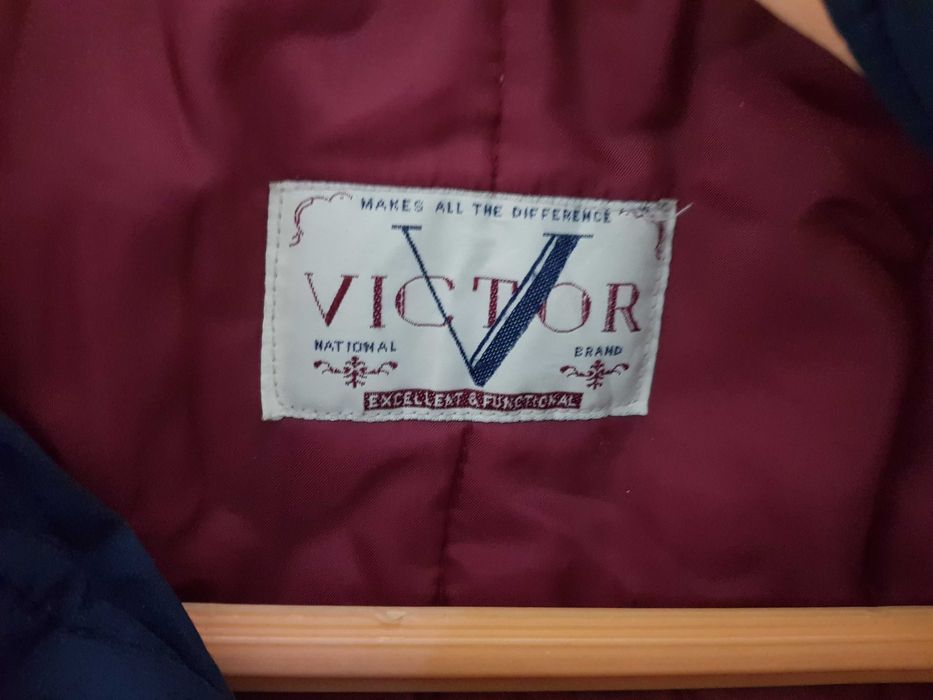 MAKES ALL THE DIFFERENCE
V
VICTOR
NATIONAL BRAND
EXCELLENT & FUNCTIONAL